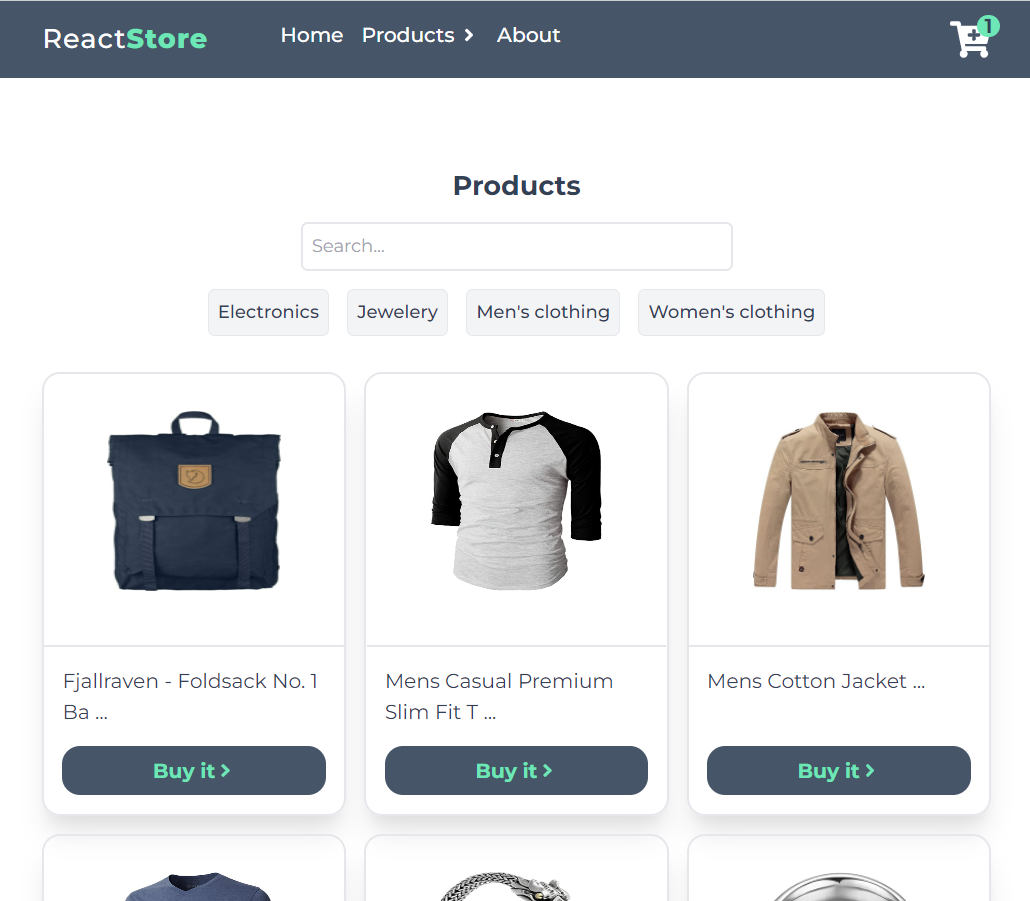 ReactStore Home Products About 1
Products
Search...
Electronics Jewelery Men's clothing Women's clothing
Fjallraven - Foldsack No. 1
Ba ...
Mens Casual Premium
Slim Fit T ...
Mens Cotton Jacket ...
Buy it Buy it Buy it